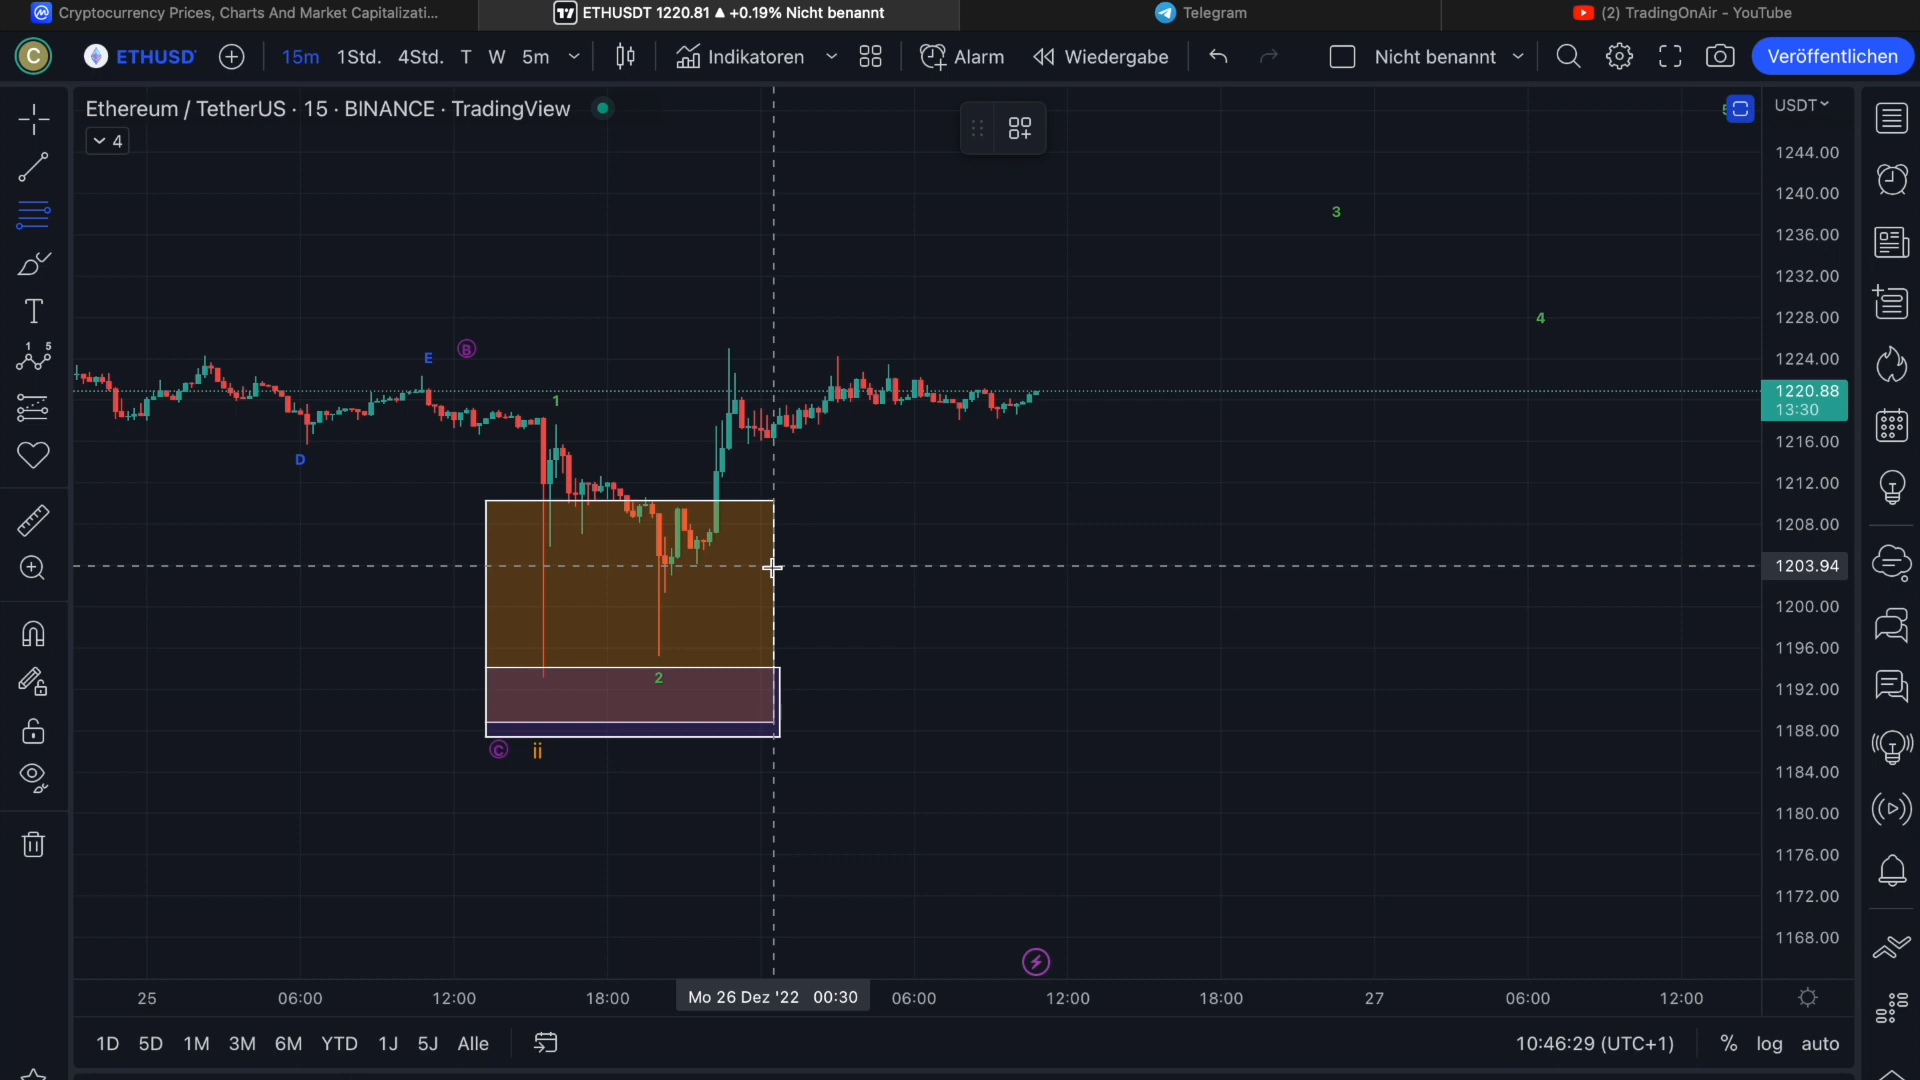 Cryptocurrency Prices, Charts And Market Capitalizati...
ETHUSDT 1220.81 ▲ +0.19% Nicht benannt
Telegram
(2) TradingOnAir - YouTube
C
ETHUSD
15m
1Std.
4Std.
T
W
5m
Indikatoren
Alarm
Wiedergabe
Nicht benannt
Veröffentlichen
Ethereum / TetherUS · 15 · BINANCE · TradingView
4
USDT
1244.00
1240.00
1236.00
1232.00
1228.00
1224.00
1220.88
13:30
1216.00
1212.00
1208.00
1203.94
1200.00
1196.00
1192.00
1188.00
1184.00
1180.00
1176.00
1172.00
1168.00
3
4
E
B
1
D
2
C
ii
25
06:00
12:00
18:00
Mo 26 Dez '22 00:30
06:00
12:00
18:00
27
06:00
12:00
1D
5D
1M
3M
6M
YTD
1J
5J
Alle
10:46:29 (UTC+1)
%
log
auto